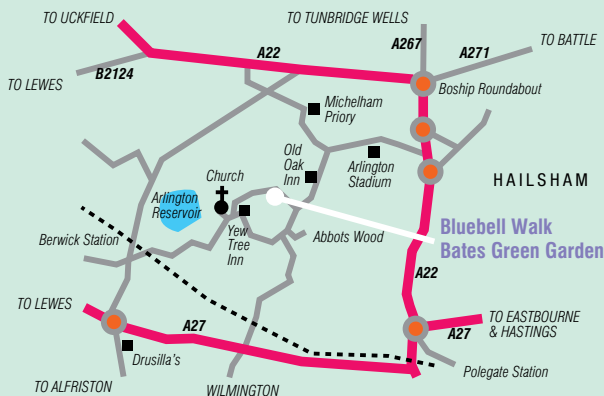 TO UCKFIELD
TO TUNBRIDGE WELLS
A22
A267
A271
TO BATTLE
B2124
TO LEWES
Boship Roundabout
Michelham
Priory
Old
Oak
Inn
Arlington
Stadium
HAILSHAM
Church
Arlington
Reservoir
Yew
Tree
Inn
Abbots Wood
Bluebell Walk
Bates Green Garden
Berwick Station
A22
TO LEWES
A27
TO EASTBOURNE
& HASTINGS
A27
Drusilla's
Polegate Station
TO ALFRISTON
WILMINGTON